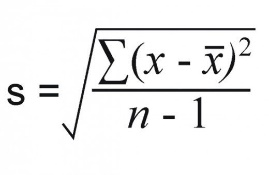 s = √(∑(x - x̅)² / (n - 1))